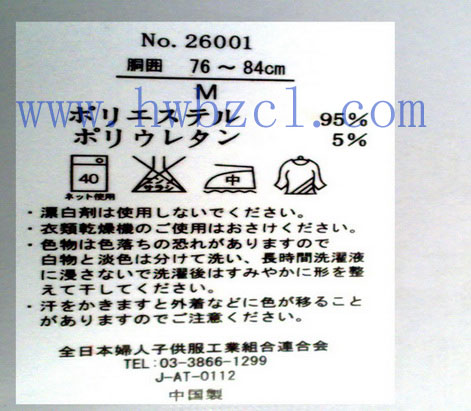 No. 26001
胴囲 76～84cm
M
www.hwbzcl.com
ポリエステル 95%
ポリウレタン 5%
40
エンソ
サラシ
中
ネット使用
・漂白剤は使用しないでください。
・衣類乾燥機のご使用はおさけください。
・色物は色落ちの恐れがありますので
白物と淡色は分けて洗い、長時間洗濯液
に浸さないで洗濯後はすみやかに形を整
えて干してください。
・汗をかきますと外着などに色が移ること
がありますのでご注意ください。
全日本婦人子供服工業組合連合会
TEL:03-3866-1299
J-AT-0112
中国製